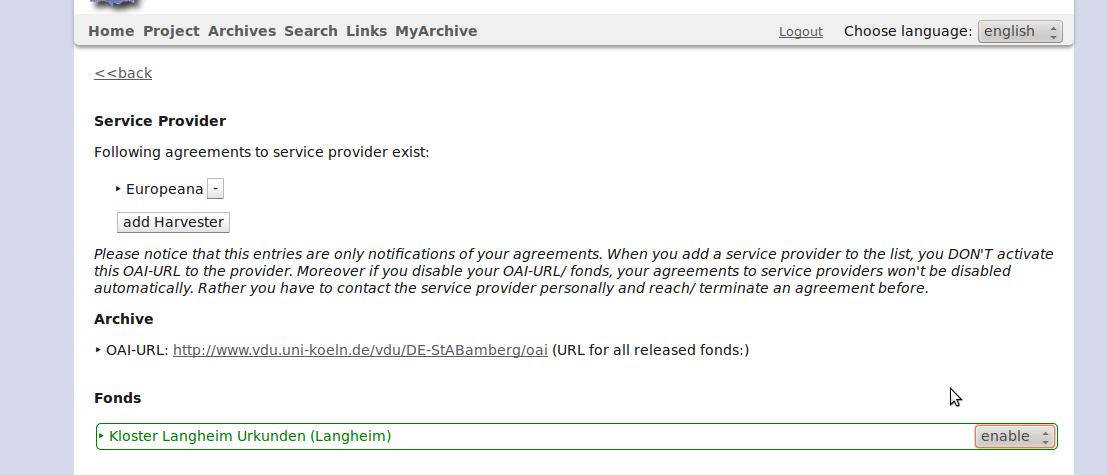 Home Project Archives Search Links MyArchive Logout Choose language: english
<<back
Service Provider
Following agreements to service provider exist:
‣ Europeana -
add Harvester
Please notice that this entries are only notifications of your agreements. When you add a service provider to the list, you DON'T activate
this OAI-URL to the provider. Moreover if you disable your OAI-URL/ fonds, your agreements to service providers won't be disabled
automatically. Rather you have to contact the service provider personally and reach/ terminate an agreement before.
Archive
‣ OAI-URL: http://www.vdu.uni-koeln.de/vdu/DE-StABamberg/oai (URL for all released fonds:)
Fonds
‣ Kloster Langheim Urkunden (Langheim) enable